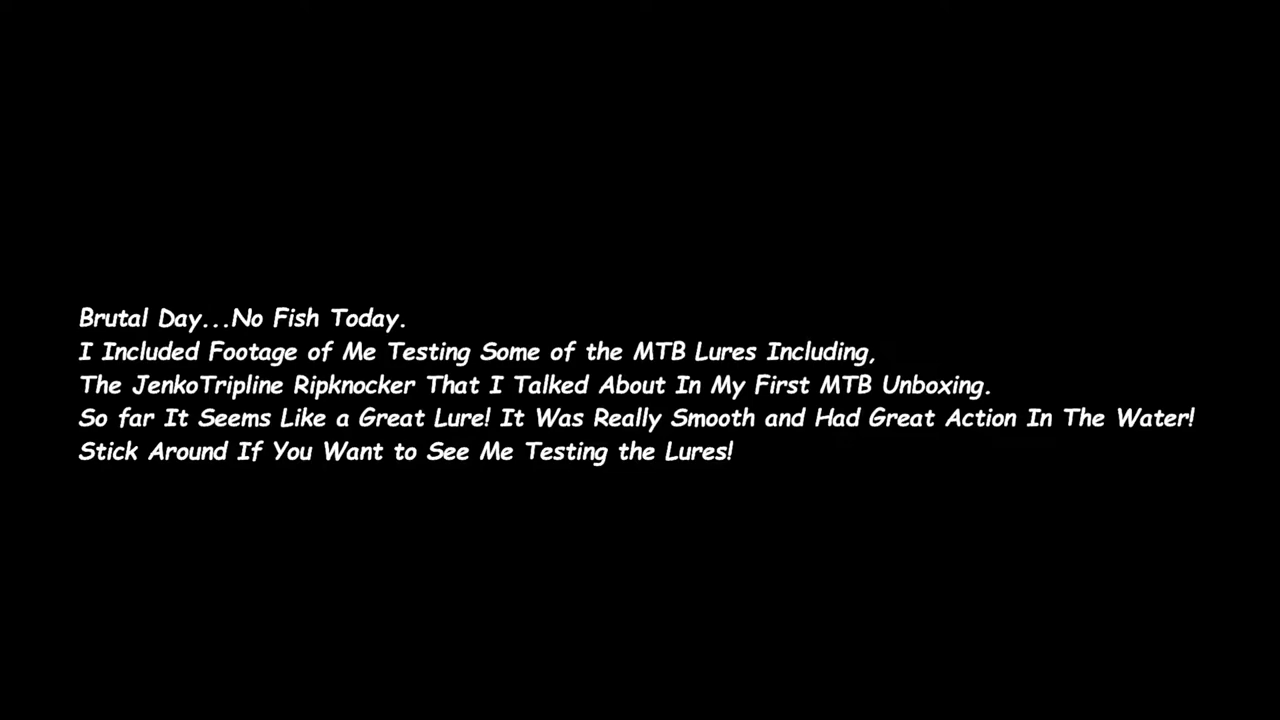 Brutal Day...No Fish Today.
I Included Footage of Me Testing Some of the MTB Lures Including,
The JenkoTripline Ripknocker That I Talked About In My First MTB Unboxing.
So far It Seems Like a Great Lure! It Was Really Smooth and Had Great Action In The Water!
Stick Around If You Want to See Me Testing the Lures!